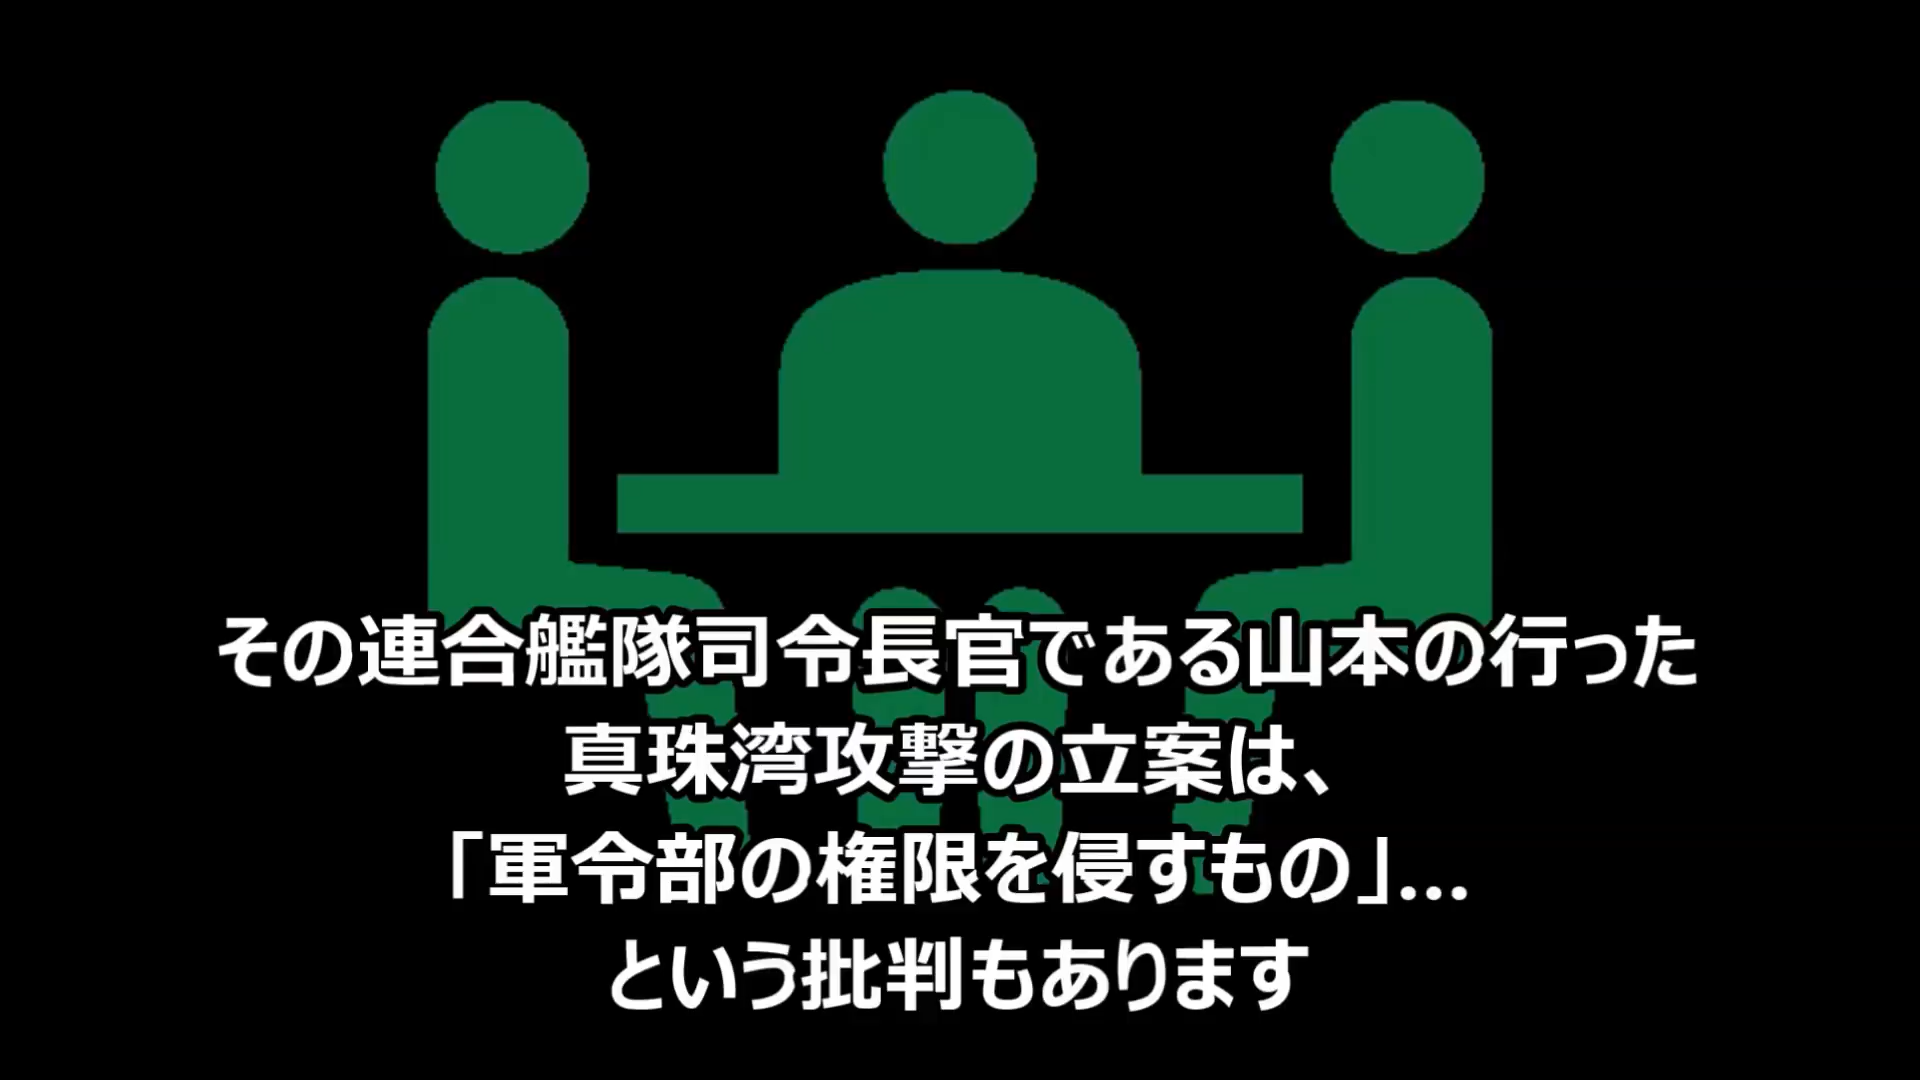 その連合艦隊司令長官である山本の行った
真珠湾攻撃の立案は、
「軍令部の権限を侵すもの」…
という批判もあります